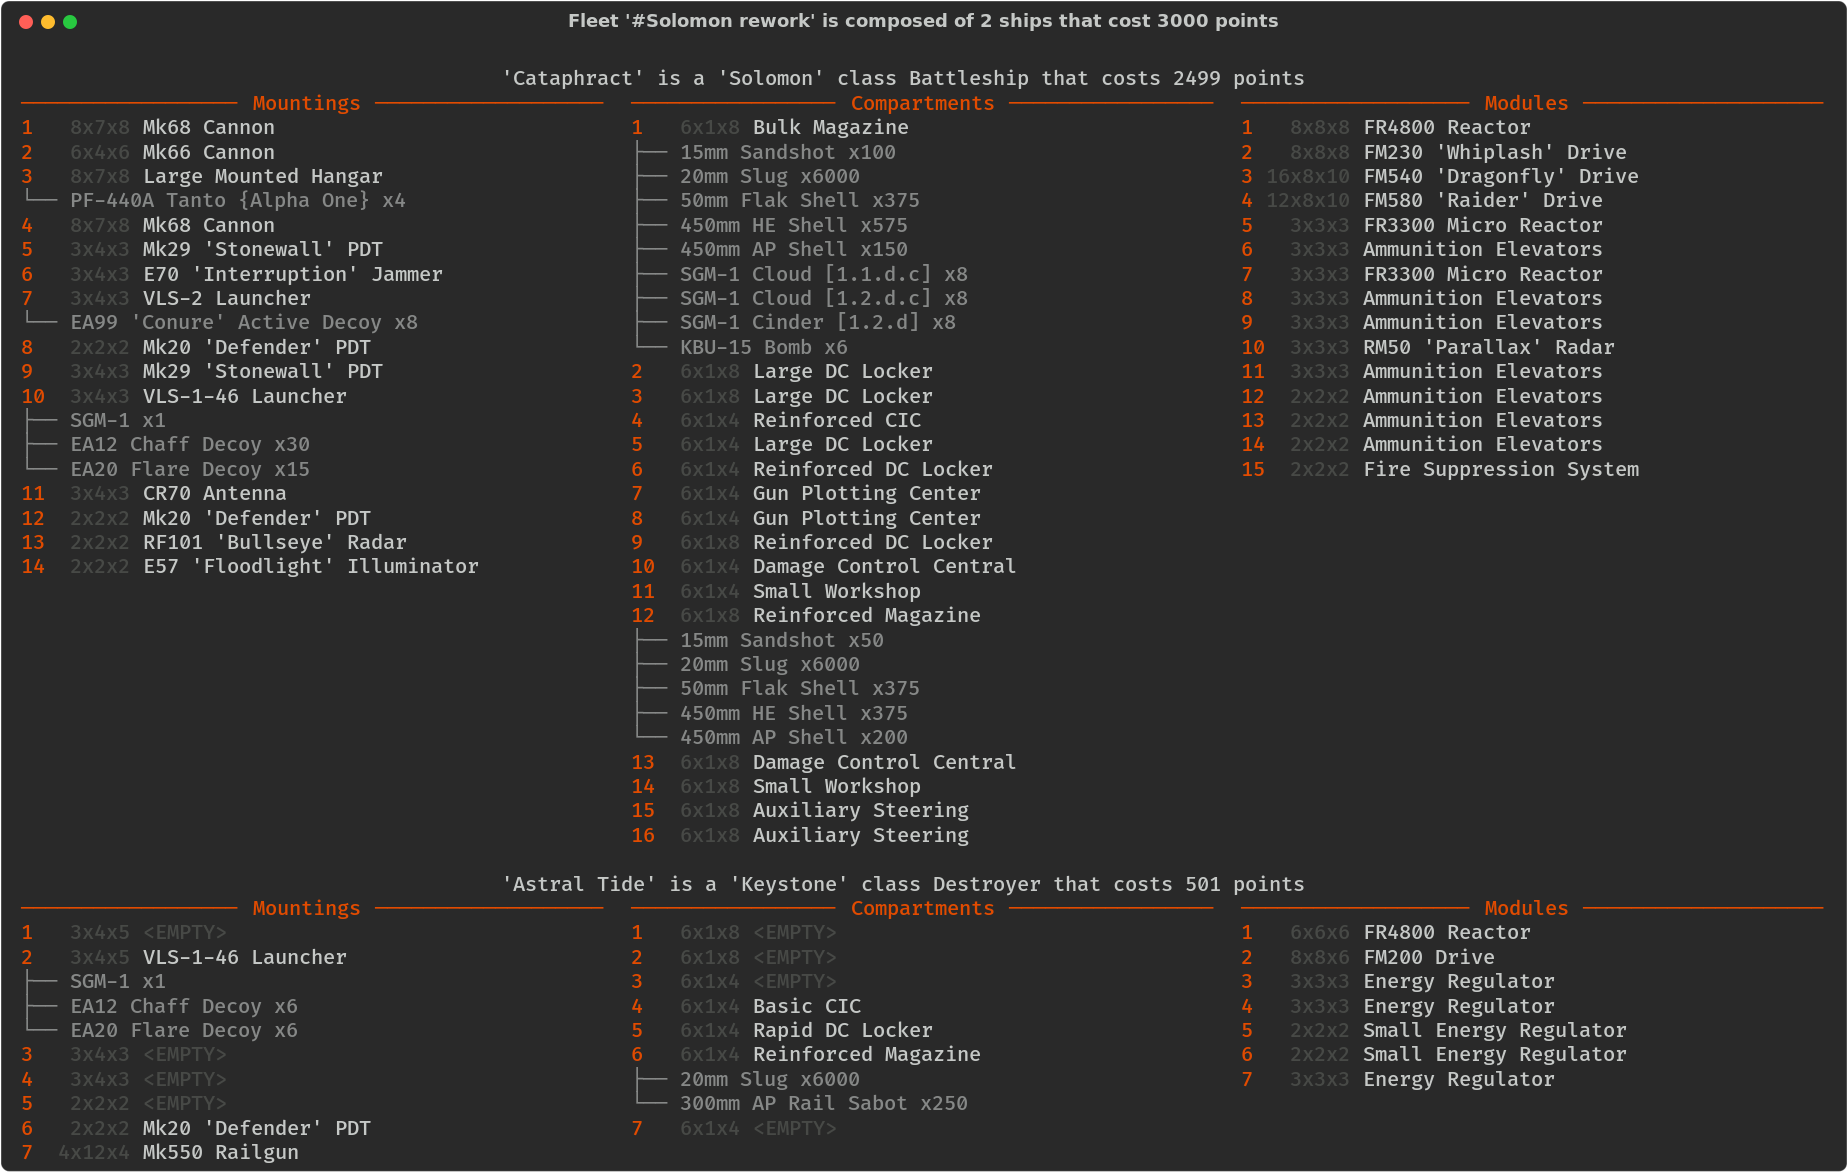 Fleet '#Solomon rework' is composed of 2 ships that cost 3000 points
'Cataphract' is a 'Solomon' class Battleship that costs 2499 points
Mountings
1 8x7x8 Mk68 Cannon
2 6x4x6 Mk66 Cannon
3 8x7x8 Large Mounted Hangar
PF-440A Tanto {Alpha One} x4
4 8x7x8 Mk68 Cannon
5 3x4x3 Mk29 'Stonewall' PDT
6 3x4x3 E70 'Interruption' Jammer
7 3x4x3 VLS-2 Launcher
EA99 'Conure' Active Decoy x8
8 2x2x2 Mk20 'Defender' PDT
9 3x4x3 Mk29 'Stonewall' PDT
10 3x4x3 VLS-1-46 Launcher
SGM-1 x1
EA12 Chaff Decoy x30
EA20 Flare Decoy x15
11 3x4x3 CR70 Antenna
12 2x2x2 Mk20 'Defender' PDT
13 2x2x2 RF101 'Bullseye' Radar
14 2x2x2 E57 'Floodlight' Illuminator
Compartments
1 6x1x8 Bulk Magazine
15mm Sandshot x100
20mm Slug x6000
50mm Flak Shell x375
450mm HE Shell x575
450mm AP Shell x150
SGM-1 Cloud [1.1.d.c] x8
SGM-1 Cloud [1.2.d.c] x8
SGM-1 Cinder [1.2.d] x8
KBU-15 Bomb x6
2 6x1x8 Large DC Locker
3 6x1x8 Large DC Locker
4 6x1x4 Reinforced CIC
5 6x1x4 Large DC Locker
6 6x1x4 Reinforced DC Locker
7 6x1x4 Gun Plotting Center
8 6x1x4 Gun Plotting Center
9 6x1x8 Reinforced DC Locker
10 6x1x4 Damage Control Central
11 6x1x4 Small Workshop
12 6x1x8 Reinforced Magazine
15mm Sandshot x50
20mm Slug x6000
50mm Flak Shell x375
450mm HE Shell x375
450mm AP Shell x200
13 6x1x8 Damage Control Central
14 6x1x8 Small Workshop
15 6x1x8 Auxiliary Steering
16 6x1x8 Auxiliary Steering
Modules
1 8x8x8 FR4800 Reactor
2 8x8x8 FM230 'Whiplash' Drive
3 16x8x10 FM540 'Dragonfly' Drive
4 12x8x10 FM580 'Raider' Drive
5 3x3x3 FR3300 Micro Reactor
6 3x3x3 Ammunition Elevators
7 3x3x3 FR3300 Micro Reactor
8 3x3x3 Ammunition Elevators
9 3x3x3 Ammunition Elevators
10 3x3x3 RM50 'Parallax' Radar
11 3x3x3 Ammunition Elevators
12 2x2x2 Ammunition Elevators
13 2x2x2 Ammunition Elevators
14 2x2x2 Ammunition Elevators
15 2x2x2 Fire Suppression System
'Astral Tide' is a 'Keystone' class Destroyer that costs 501 points
Mountings
1 3x4x5 <EMPTY>
2 3x4x5 VLS-1-46 Launcher
SGM-1 x1
EA12 Chaff Decoy x6
EA20 Flare Decoy x6
3 3x4x3 <EMPTY>
4 3x4x3 <EMPTY>
5 2x2x2 <EMPTY>
6 2x2x2 Mk20 'Defender' PDT
7 4x12x4 Mk550 Railgun
Compartments
1 6x1x8 <EMPTY>
2 6x1x8 <EMPTY>
3 6x1x4 <EMPTY>
4 6x1x4 Basic CIC
5 6x1x4 Rapid DC Locker
6 6x1x4 Reinforced Magazine
20mm Slug x6000
300mm AP Rail Sabot x250
7 6x1x4 <EMPTY>
Modules
1 6x6x6 FR4800 Reactor
2 8x8x6 FM200 Drive
3 3x3x3 Energy Regulator
4 3x3x3 Energy Regulator
5 2x2x2 Small Energy Regulator
6 2x2x2 Small Energy Regulator
7 3x3x3 Energy Regulator